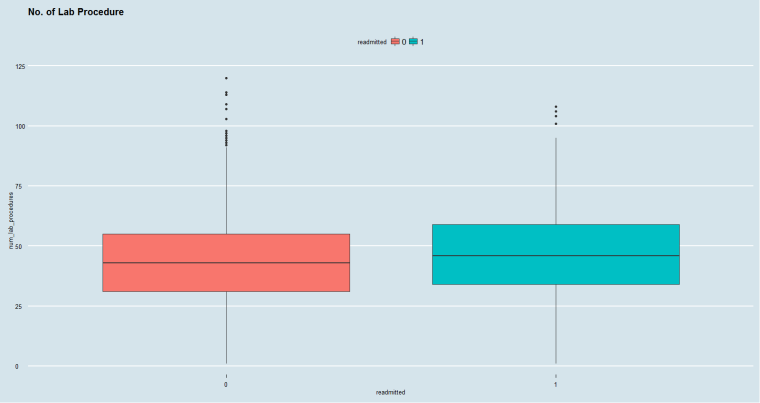 No. of Lab Procedure
readmitted 0 1
125
100
75
50
25
0
num_lab_procedures
0 1
readmitted